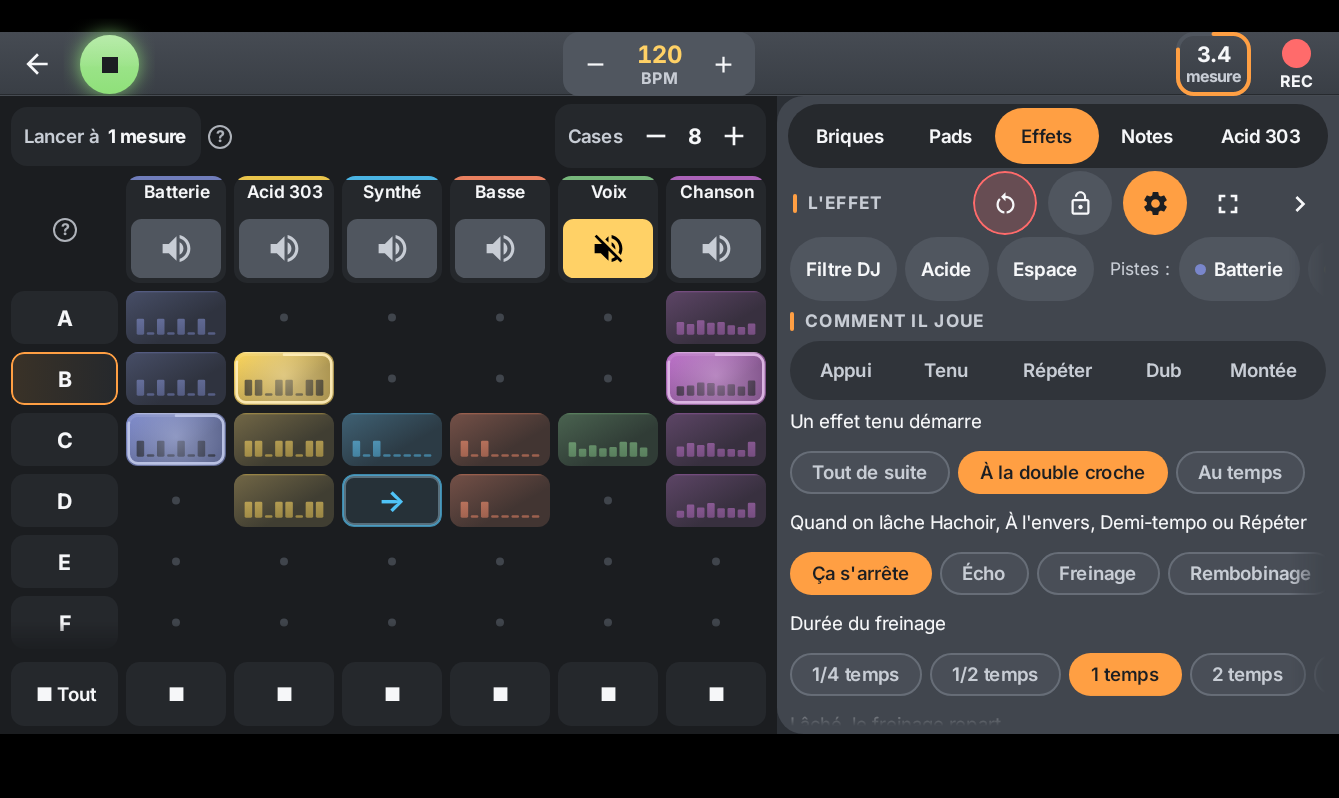 120
BPM
3.4
mesure
REC
Lancer à 1 mesure
?
Cases 8
Briques Pads Effets Notes Acid 303
Batterie Acid 303 Synthé Basse Voix Chanson
?
L'EFFET
Filtre DJ Acide Espace Pistes : Batterie
A
COMMENT IL JOUE
B
Appui Tenu Répéter Dub Montée
Un effet tenu démarre
C
Tout de suite À la double croche Au temps
D
Quand on lâche Hachoir, À l'envers, Demi-tempo ou Répéter
E
Ça s'arrête Écho Freinage Rembobinage
F
Durée du freinage
1/4 temps 1/2 temps 1 temps 2 temps
Tout
Lâché, le freinage repart